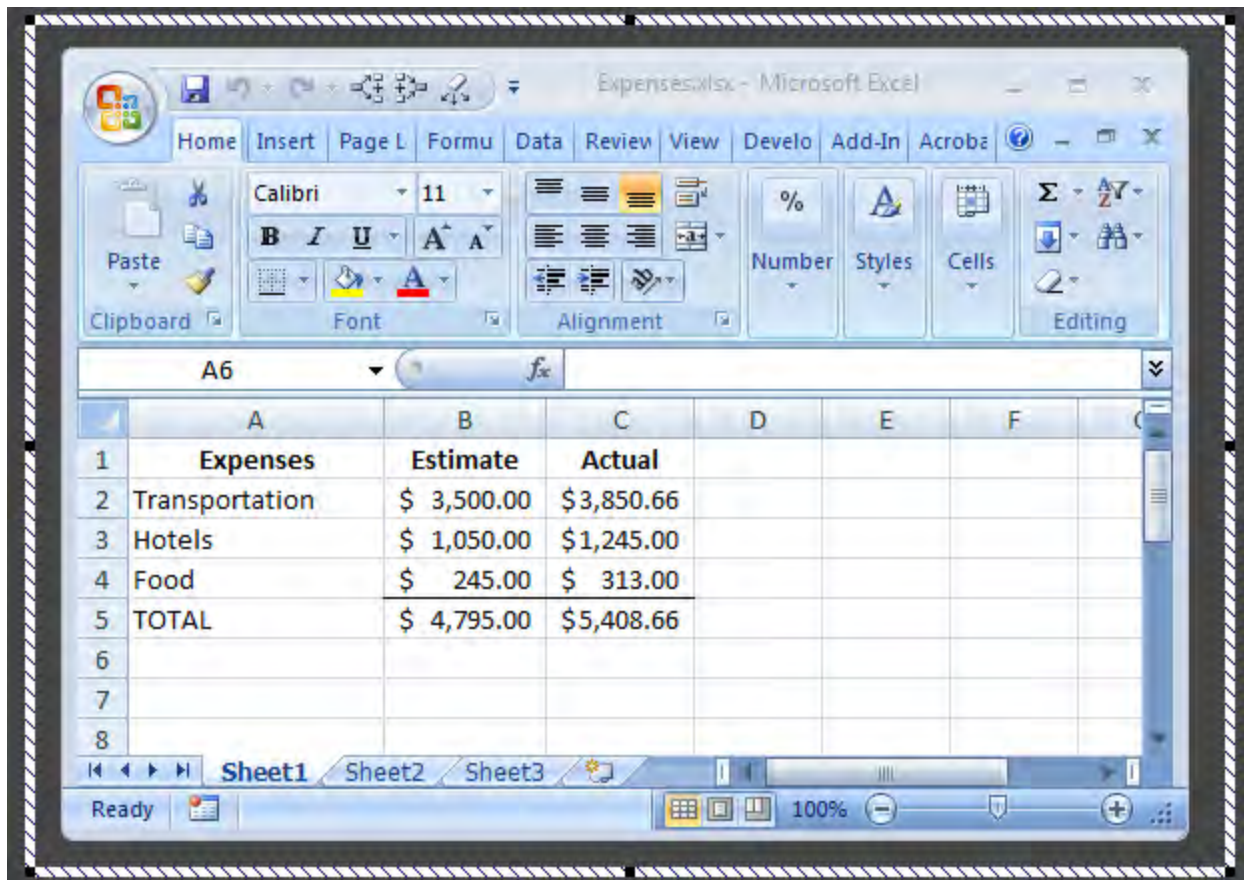 Expenses.xlsx - Microsoft Excel
Home Insert Page L Formu Data Review View Develo Add-In Acroba
Calibri 11 Σ A Z
B I U A A a % A
Paste A Number Styles Cells
Clipboard Font Alignment Editing
A6 fx
A B C D E F
1 Expenses Estimate Actual
2 Transportation $ 3,500.00 $3,850.66
3 Hotels $ 1,050.00 $1,245.00
4 Food $ 245.00 $ 313.00
5 TOTAL $ 4,795.00 $5,408.66
6
7
8
Sheet1 Sheet2 Sheet3
Ready 100%